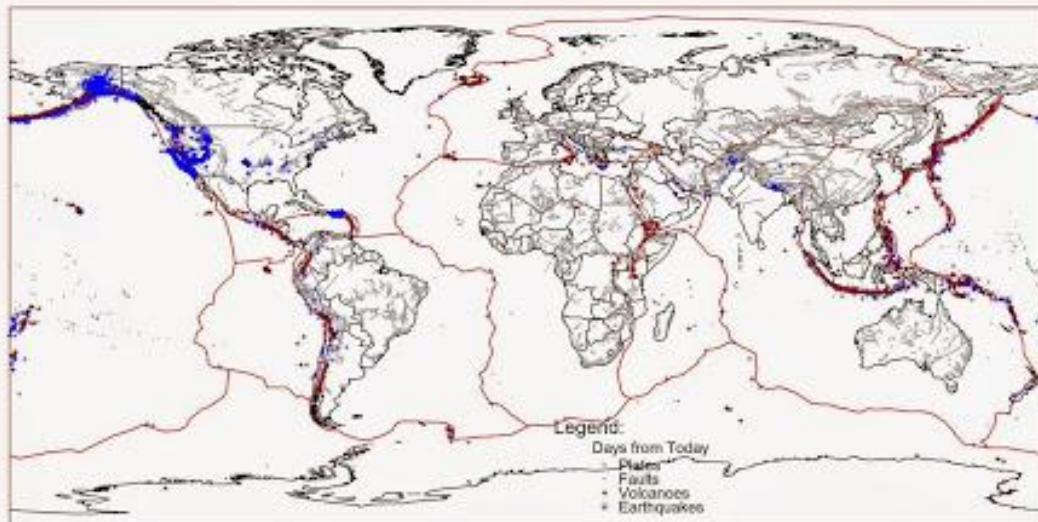 Legend:
Days from Today
Plates
Faults
Volcanoes
Earthquakes